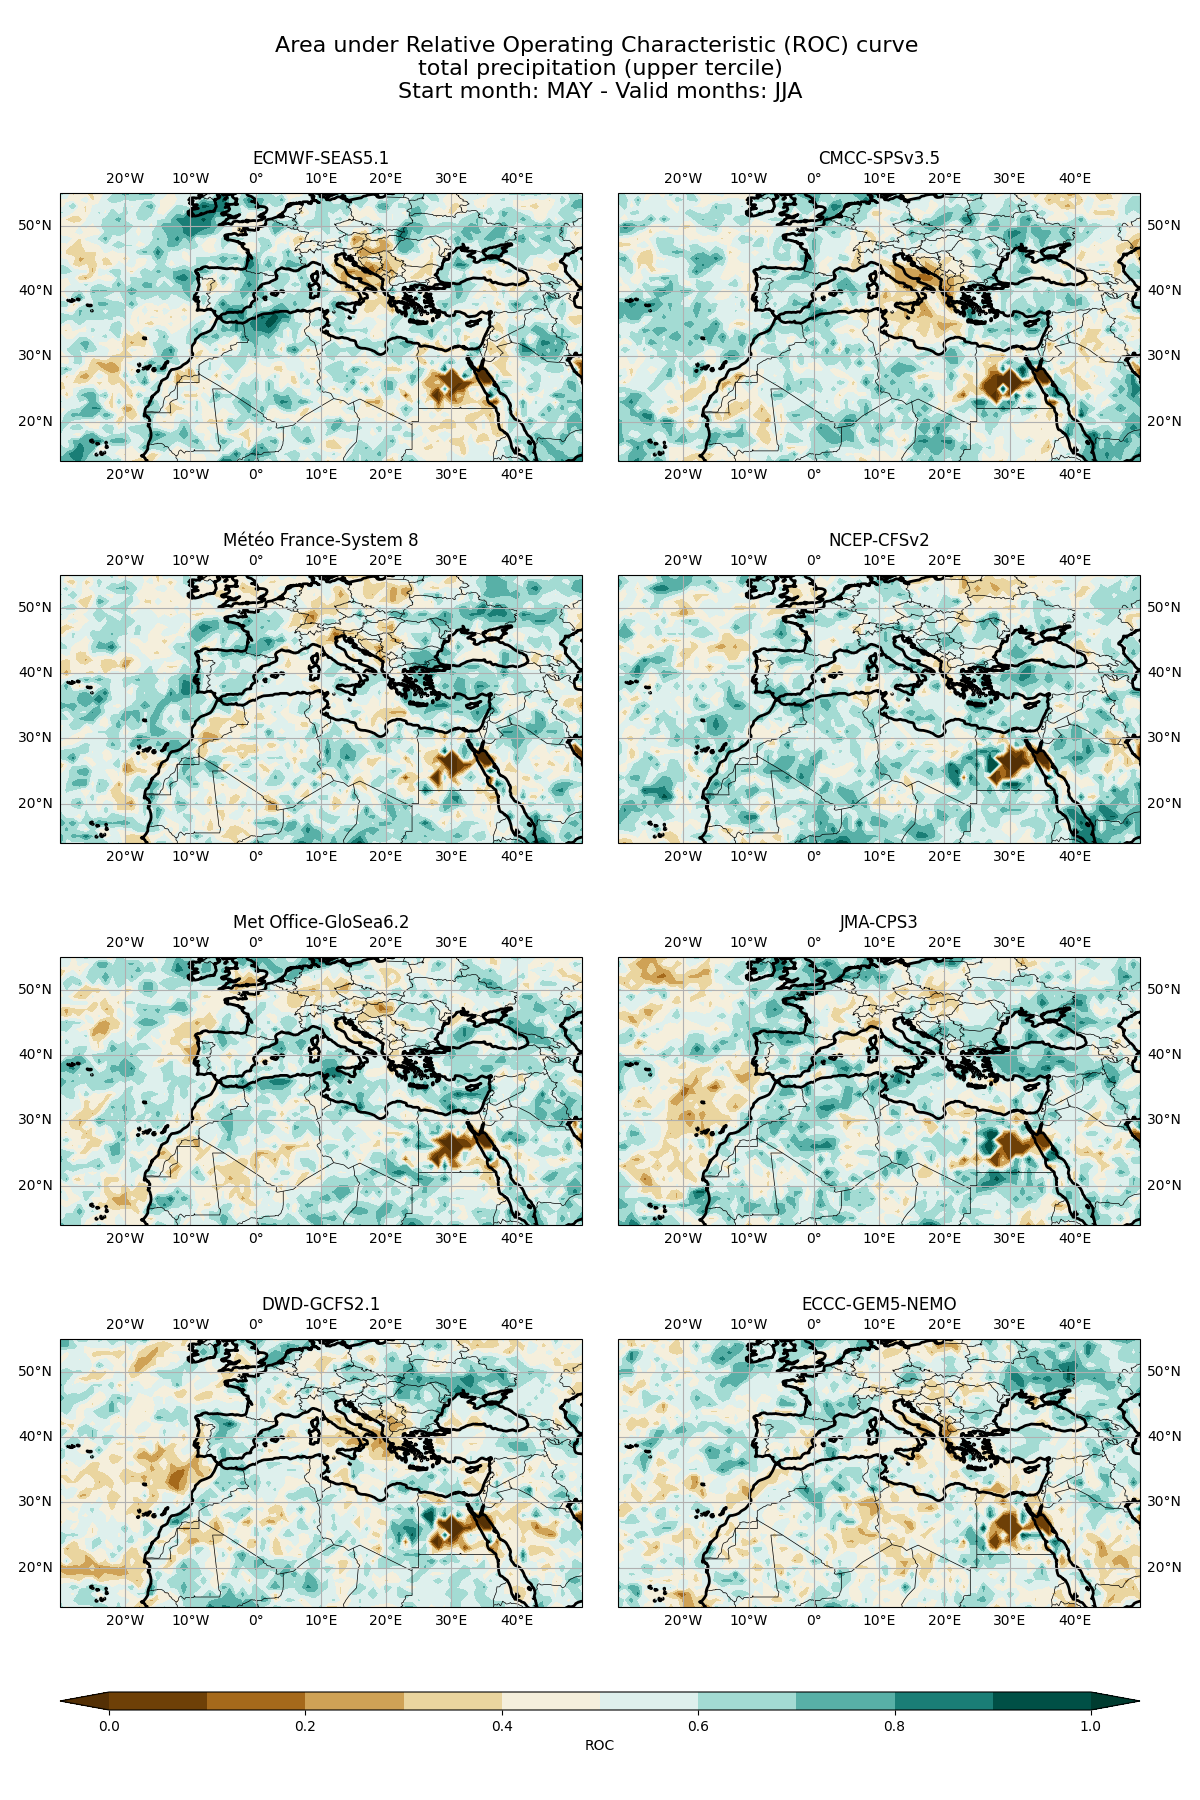 Area under Relative Operating Characteristic (ROC) curve
total precipitation (upper tercile)
Start month: MAY - Valid months: JJA
ECMWF-SEAS5.1
20°W 10°W 0° 10°E 20°E 30°E 40°E
50°N
40°N
30°N
20°N
20°W 10°W 0° 10°E 20°E 30°E 40°E
CMCC-SPSv3.5
20°W 10°W 0° 10°E 20°E 30°E 40°E
50°N
40°N
30°N
20°N
20°W 10°W 0° 10°E 20°E 30°E 40°E
Météo France-System 8
20°W 10°W 0° 10°E 20°E 30°E 40°E
50°N
40°N
30°N
20°N
20°W 10°W 0° 10°E 20°E 30°E 40°E
NCEP-CFSv2
20°W 10°W 0° 10°E 20°E 30°E 40°E
50°N
40°N
30°N
20°N
20°W 10°W 0° 10°E 20°E 30°E 40°E
Met Office-GloSea6.2
20°W 10°W 0° 10°E 20°E 30°E 40°E
50°N
40°N
30°N
20°N
20°W 10°W 0° 10°E 20°E 30°E 40°E
JMA-CPS3
20°W 10°W 0° 10°E 20°E 30°E 40°E
50°N
40°N
30°N
20°N
20°W 10°W 0° 10°E 20°E 30°E 40°E
DWD-GCFS2.1
20°W 10°W 0° 10°E 20°E 30°E 40°E
50°N
40°N
30°N
20°N
20°W 10°W 0° 10°E 20°E 30°E 40°E
ECCC-GEM5-NEMO
20°W 10°W 0° 10°E 20°E 30°E 40°E
50°N
40°N
30°N
20°N
20°W 10°W 0° 10°E 20°E 30°E 40°E
0.0 0.2 0.4 0.6 0.8 1.0
ROC